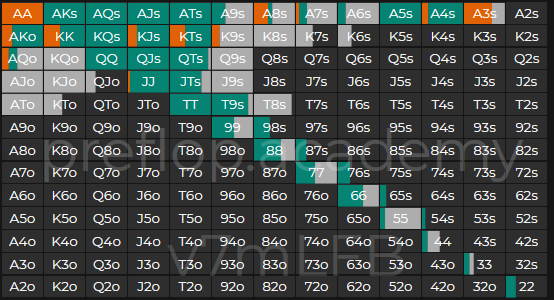 AA AKs AQs AJs ATs A9s A8s A7s A6s A5s A4s A3s A2s
AKo KK KQs KJs KTs K9s K8s K7s K6s K5s K4s K3s K2s
AQo KQo QQ QJs QTs Q9s Q8s Q7s Q6s Q5s Q4s Q3s Q2s
AJo KJo QJo JJ JTs J9s J8s J7s J6s J5s J4s J3s J2s
ATo KTo QTo JTo TT T9s T8s T7s T6s T5s T4s T3s T2s
A9o K9o Q9o J9o T9o 99 98s 97s 96s 95s 94s 93s 92s
A8o K8o Q8o J8o T8o 98o 88 87s 86s 85s 84s 83s 82s
preflop.academy
A7o K7o Q7o J7o T7o 97o 87o 77 76s 75s 74s 73s 72s
A6o K6o Q6o J6o T6o 96o 86o 76o 66 65s 64s 63s 62s
A5o K5o Q5o J5o T5o 95o 85o 75o 65o 55 54s 53s 52s
A4o K4o Q4o J4o T4o 94o 84o 74o 64o 54o 44 43s 42s
v7mLFB
A3o K3o Q3o J3o T3o 93o 83o 73o 63o 53o 43o 33 32s
A2o K2o Q2o J2o T2o 92o 82o 72o 62o 52o 42o 32o 22